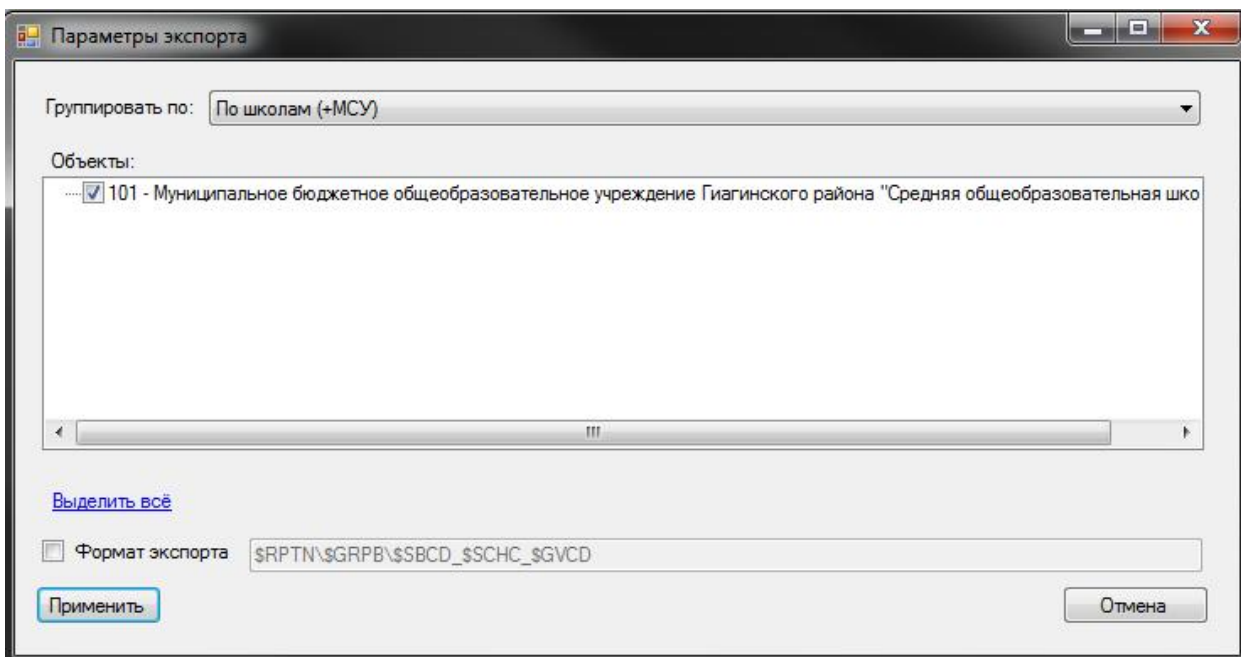 Параметры экспорта
Группировать по: По школам (+МСУ)
Объекты:
101 - Муниципальное бюджетное общеобразовательное учреждение Гиагинского района "Средняя общеобразовательная шко
Выделить всё
Формат экспорта $RPTN\$GRPB\$SBCD_$SCHC_$GVCD
Применить Отмена